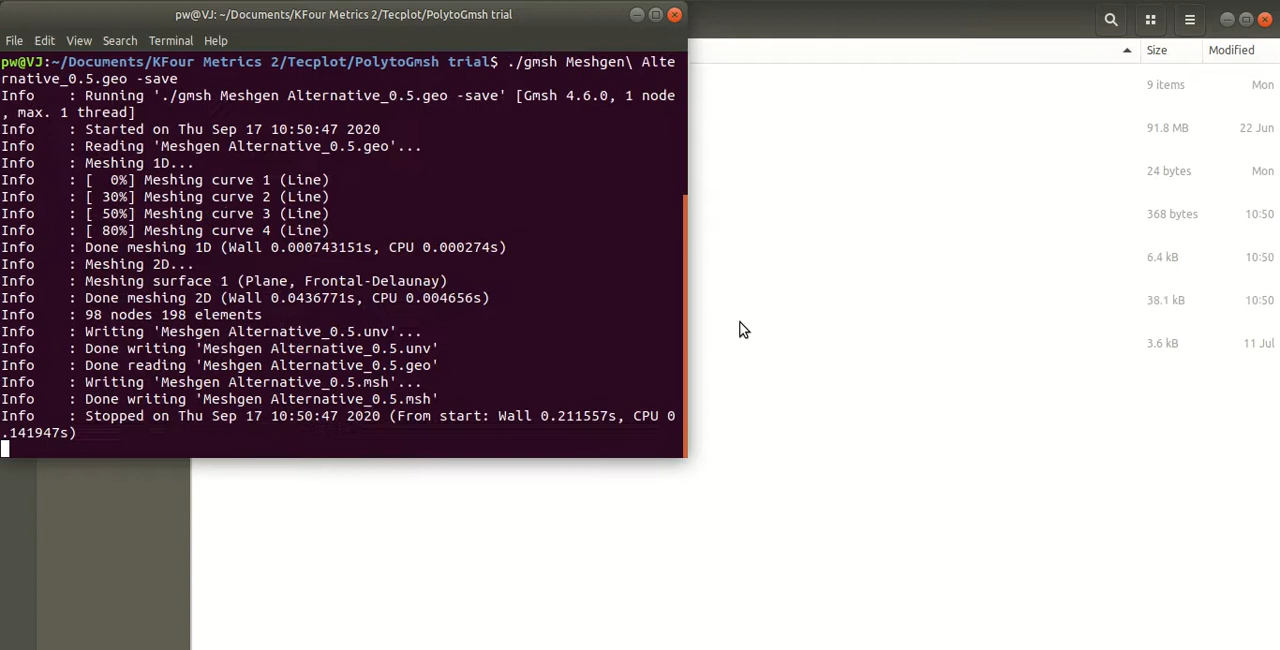 pw@VJ: ~/Documents/KFour Metrics 2/Tecplot/PolytoGmsh trial
File Edit View Search Terminal Help
pw@VJ:~/Documents/KFour Metrics 2/Tecplot/PolytoGmsh trial$ ./gmsh Meshgen\ Alte
rnative_0.5.geo -save
Info    : Running './gmsh Meshgen Alternative_0.5.geo -save' [Gmsh 4.6.0, 1 node
, max. 1 thread]
Info    : Started on Thu Sep 17 10:50:47 2020
Info    : Reading 'Meshgen Alternative_0.5.geo'...
Info    : Meshing 1D...
Info    : [  0%] Meshing curve 1 (Line)
Info    : [ 30%] Meshing curve 2 (Line)
Info    : [ 50%] Meshing curve 3 (Line)
Info    : [ 80%] Meshing curve 4 (Line)
Info    : Done meshing 1D (Wall 0.000743151s, CPU 0.000274s)
Info    : Meshing 2D...
Info    : Meshing surface 1 (Plane, Frontal-Delaunay)
Info    : Done meshing 2D (Wall 0.0436771s, CPU 0.004656s)
Info    : 98 nodes 198 elements
Info    : Writing 'Meshgen Alternative_0.5.unv'...
Info    : Done writing 'Meshgen Alternative_0.5.unv'
Info    : Done reading 'Meshgen Alternative_0.5.geo'
Info    : Writing 'Meshgen Alternative_0.5.msh'...
Info    : Done writing 'Meshgen Alternative_0.5.msh'
Info    : Stopped on Thu Sep 17 10:50:47 2020 (From start: Wall 0.211557s, CPU 0
.141947s)
Size Modified
9 items Mon
91.8 MB 22 Jun
24 bytes Mon
368 bytes 10:50
6.4 kB 10:50
38.1 kB 10:50
3.6 kB 11 Jul